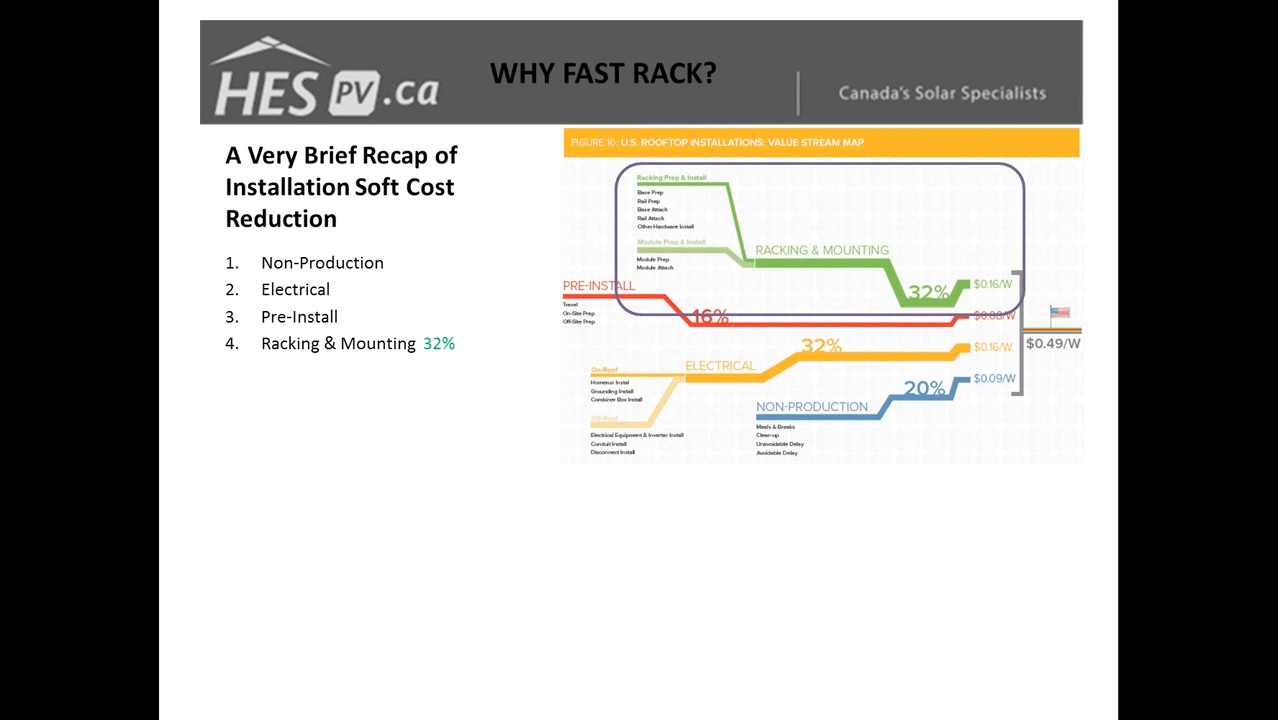 HES PV.ca
WHY FAST RACK?
Canada's Solar Specialists
A Very Brief Recap of
Installation Soft Cost
Reduction
1. Non-Production
2. Electrical
3. Pre-Install
4. Racking & Mounting 32%
FIGURE 10: U.S. ROOFTOP INSTALLATIONS: VALUE STREAM MAP
Racking Prep & Install
Base Prep
Rail Prep
Base Attach
Rail Attach
Other Hardware Install
Module Prep & Install
Module Prep
Module Attach
RACKING & MOUNTING
32%
$0.16/W
PRE-INSTALL
Travel
On-Site Prep
Off-Site Prep
16%
$0.08/W
$0.49/W
ELECTRICAL
32%
$0.16/W
On-Roof
Homerun Instal
Grounding Install
Combiner Box Install
Off-Roof
Electrical Equipment & Inverter Install
Conduit Install
Disconnect Install
NON-PRODUCTION
20%
$0.09/W
Meals & Breaks
Clean-up
Unavoidable Delay
Avoidable Delay